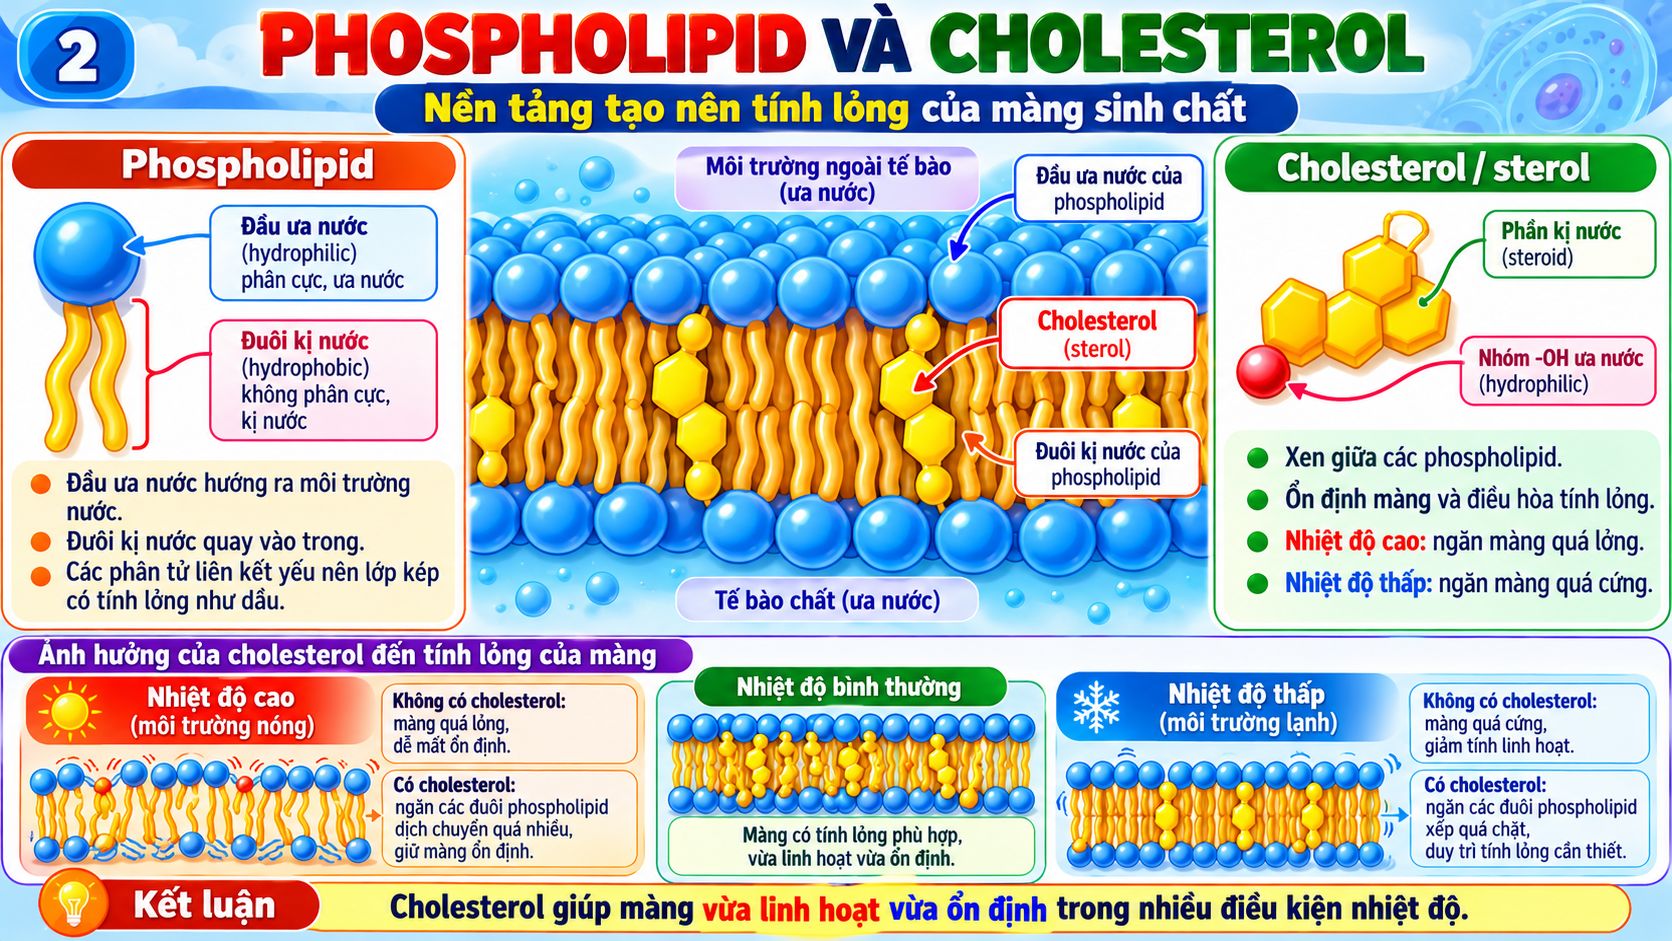 2
PHOSPHOLIPID VÀ CHOLESTEROL
Nền tảng tạo nên tính lỏng của màng sinh chất
Phospholipid
Đầu ưa nước
(hydrophilic)
phân cực, ưa nước
Đuôi kị nước
(hydrophobic)
không phân cực,
kị nước
Đầu ưa nước hướng ra môi trường
nước.
Đuôi kị nước quay vào trong.
Các phân tử liên kết yếu nên lớp kép
có tính lỏng như dầu.
Môi trường ngoài tế bào
(ưa nước)
Đầu ưa nước của
phospholipid
Cholesterol
(sterol)
Đuôi kị nước của
phospholipid
Tế bào chất (ưa nước)
Cholesterol / sterol
Phần kị nước
(steroid)
Nhóm -OH ưa nước
(hydrophilic)
Xen giữa các phospholipid.
Ổn định màng và điều hòa tính lỏng.
Nhiệt độ cao: ngăn màng quá lởng.
Nhiệt độ thấp: ngăn màng quá cứng.
Ảnh hưởng của cholesterol đến tính lỏng của màng
Nhiệt độ cao
(môi trường nóng)
Không có cholesterol:
màng quá lỏng,
dễ mất ổn định.
Có cholesterol:
ngăn các đuôi phospholipid
dịch chuyển quá nhiều,
giữ màng ổn định.
Nhiệt độ bình thường
Màng có tính lỏng phù hợp,
vừa linh hoạt vừa ổn định.
Nhiệt độ thấp
(môi trường lạnh)
Không có cholesterol:
màng quá cứng,
giảm tính linh hoạt.
Có cholesterol:
ngăn các đuôi phospholipid
xếp quá chặt,
duy trì tính lỏng cần thiết.
Kết luận
Cholesterol giúp màng vừa linh hoạt vừa ổn định trong nhiều điều kiện nhiệt độ.